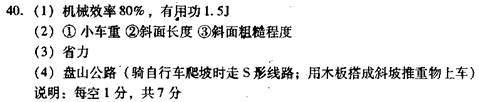 40. (1) 机械效率80%，有用功1.5J
(2) ① 小车重 ②斜面长度 ③斜面粗糙程度
(3) 省力
(4) 盘山公路（骑自行车爬坡时走S形线路；用木板搭成斜坡推重物上车）
说明：每空1分，共7分